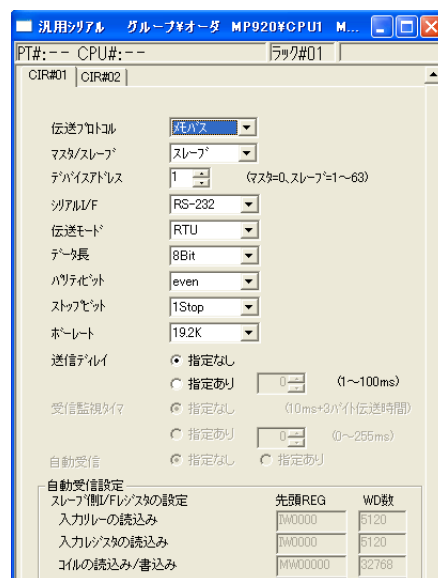 汎用ｼﾘｱﾙ グループ¥オーダ MP920¥CPU1 M...
PT#:-- CPU#:-- ﾗｯｸ#01
CIR#01 CIR#02
伝送ﾌﾟﾛﾄｺﾙ ﾒﾓﾊﾞｽ
ﾏｽﾀ/ｽﾚｰﾌﾞ ｽﾚｰﾌﾞ
ﾃﾞﾊﾞｲｽｱﾄﾞﾚｽ 1 (ﾏｽﾀ=0、ｽﾚｰﾌﾞ=1～63)
ｼﾘｱﾙI/F RS-232
伝送ﾓｰﾄﾞ RTU
ﾃﾞｰﾀ長 8Bit
ﾊﾟﾘﾃｨﾋﾞｯﾄ even
ｽﾄｯﾌﾟﾋﾞｯﾄ 1Stop
ﾎﾞｰﾚｰﾄ 19.2K
送信ﾃﾞｨﾚｲ 指定なし
指定あり 0 (1～100ms)
受信監視ﾀｲﾏ 指定なし (10ms+3ﾊﾞｲﾄ伝送時間)
指定あり 0 (0～255ms)
自動受信 指定なし 指定あり
自動受信設定
ｽﾚｰﾌﾞ側I/Fﾚｼﾞｽﾀの設定 先頭REG WD数
入力ﾘﾚｰの読込み IW0000 5120
入力ﾚｼﾞｽﾀの読込み IW0000 5120
ｺｲﾙの読込み/書込み MW00000 32768